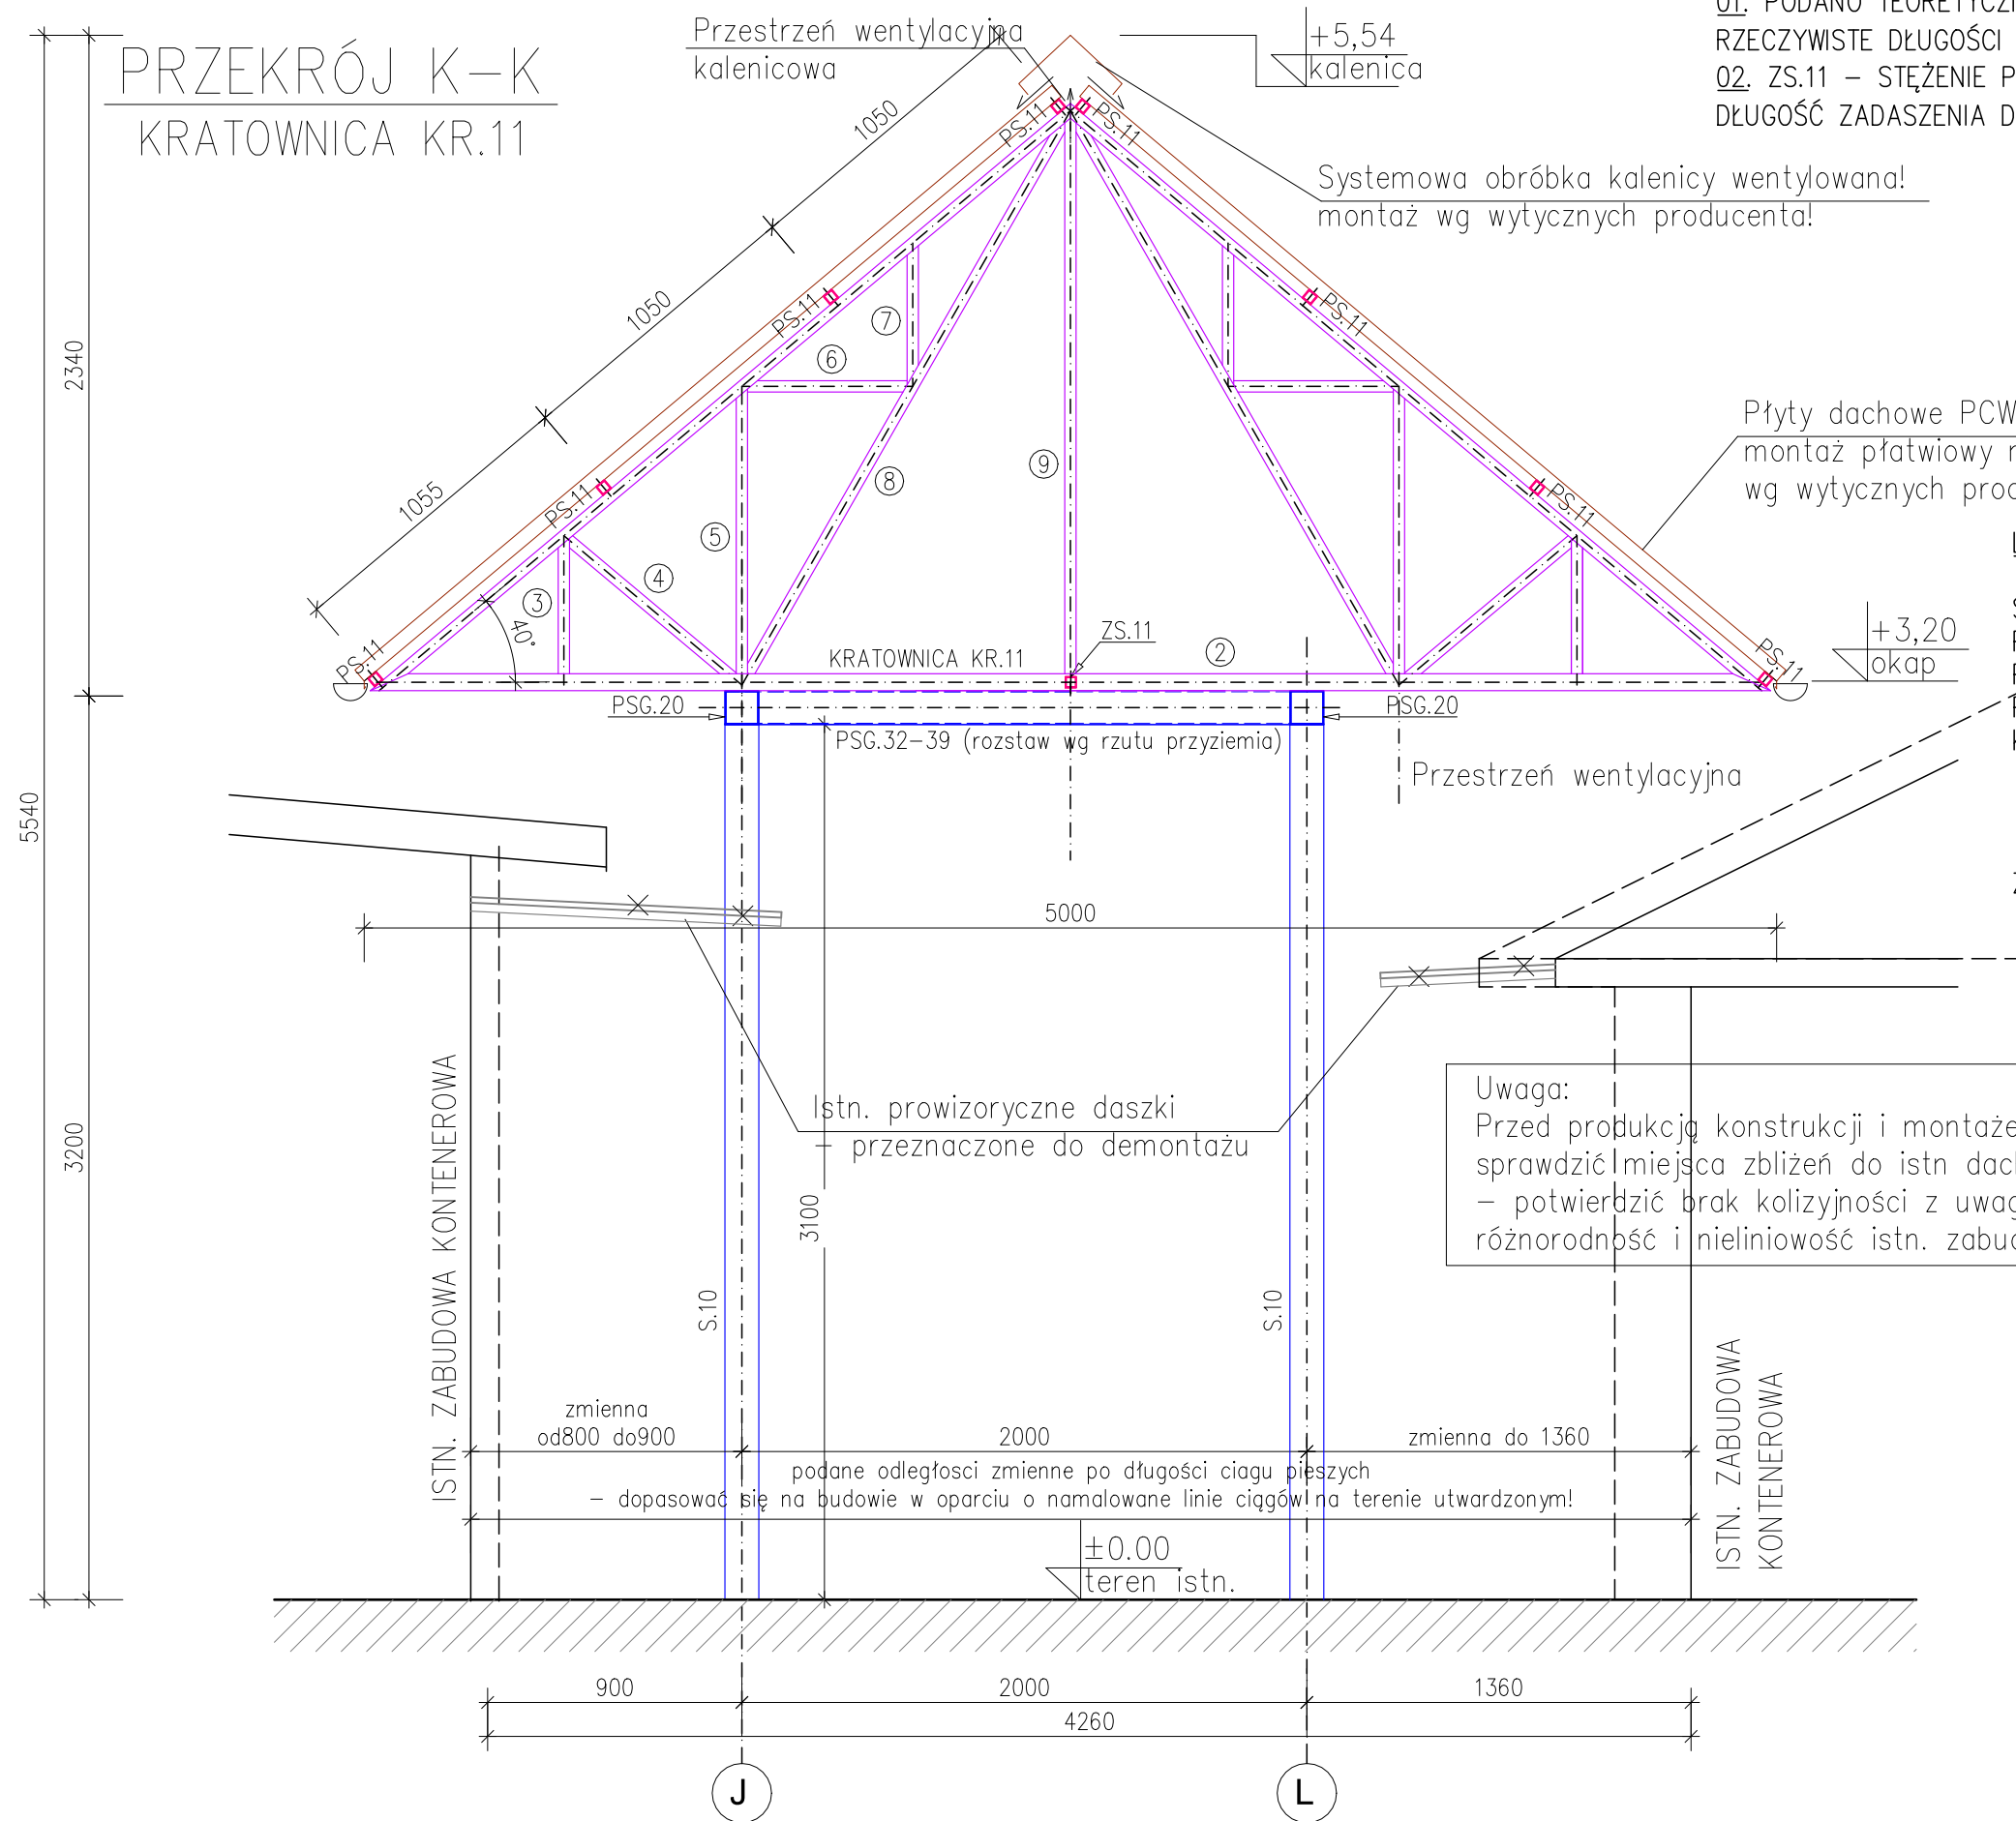 PRZEKRÓJ K-K
KRATOWNICA KR.11
Przestrzeń wentylacyjna
kalenicowa
+5,54
kalenica
01. PODANO
RZECZYWISTE DŁUGOŚCI
02. ZS.11 – STĘŻENIE
DŁUGOŚĆ ZADASZENIA
Systemowa obróbka kalenicy wentylowana!
montaż wg wytycznych producenta!
Płyty dachowe PCW
montaż płatwiowy
wg wytycznych
1050
1050
1055
PS.11
PS.11
PS.11
PS.11
PS.11
PS.11
PS.11
PS.11
7
6
8
9
5
4
3
2
40°
ZS.11
KRATOWNICA KR.11
+3,20
okap
PSG.20
PSG.20
PSG.32-39 (rozstaw wg rzutu przyziemia)
Przestrzeń wentylacyjna
2340
5540
3200
5000
3100
Istn. prowizoryczne daszki
– przeznaczone do demontażu
Uwaga:
Przed produkcją konstrukcji i
sprawdzić miejsca zbliżeń do istn
– potwierdzić brak kolizyjności z
różnorodność i nieliniowość istn.
ISTN. ZABUDOWA KONTENEROWA
S.10
S.10
ISTN. ZABUDOWA
KONTENEROWA
zmienna
od800 do900
2000
zmienna do 1360
podane odległosci zmienne po długości ciagu pieszych
– dopasować się na budowie w oparciu o namalowane linie ciągów na terenie utwardzonym!
±0.00
teren istn.
900
2000
1360
4260
J
L